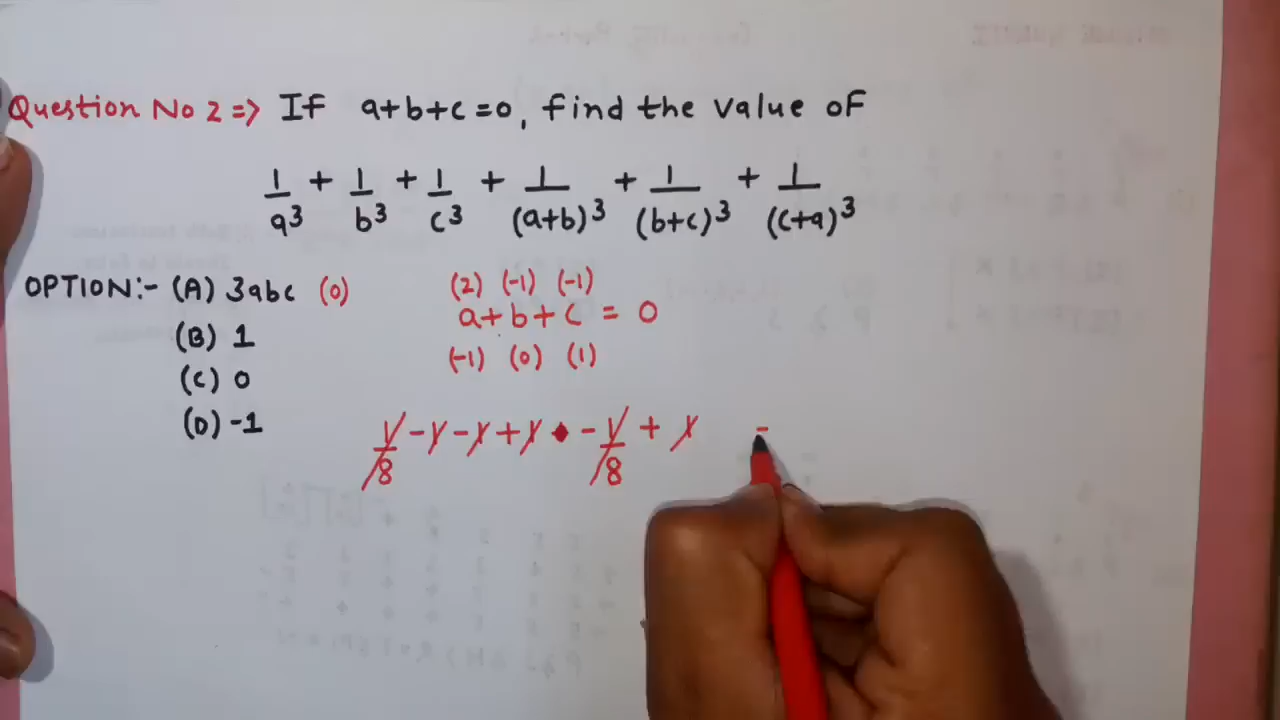 Question No 2 => If a+b+c=0, find the value of
1/a³ + 1/b³ + 1/c³ + 1/(a+b)³ + 1/(b+c)³ + 1/(c+a)³
OPTION:- (A) 3abc (0)
(2) (-1) (-1)
a+b+c = 0
(B) 1
(-1) (0) (1)
(C) 0
(D) -1
1/8 - 1 - 1 + 1 - 1/8 + 1 =